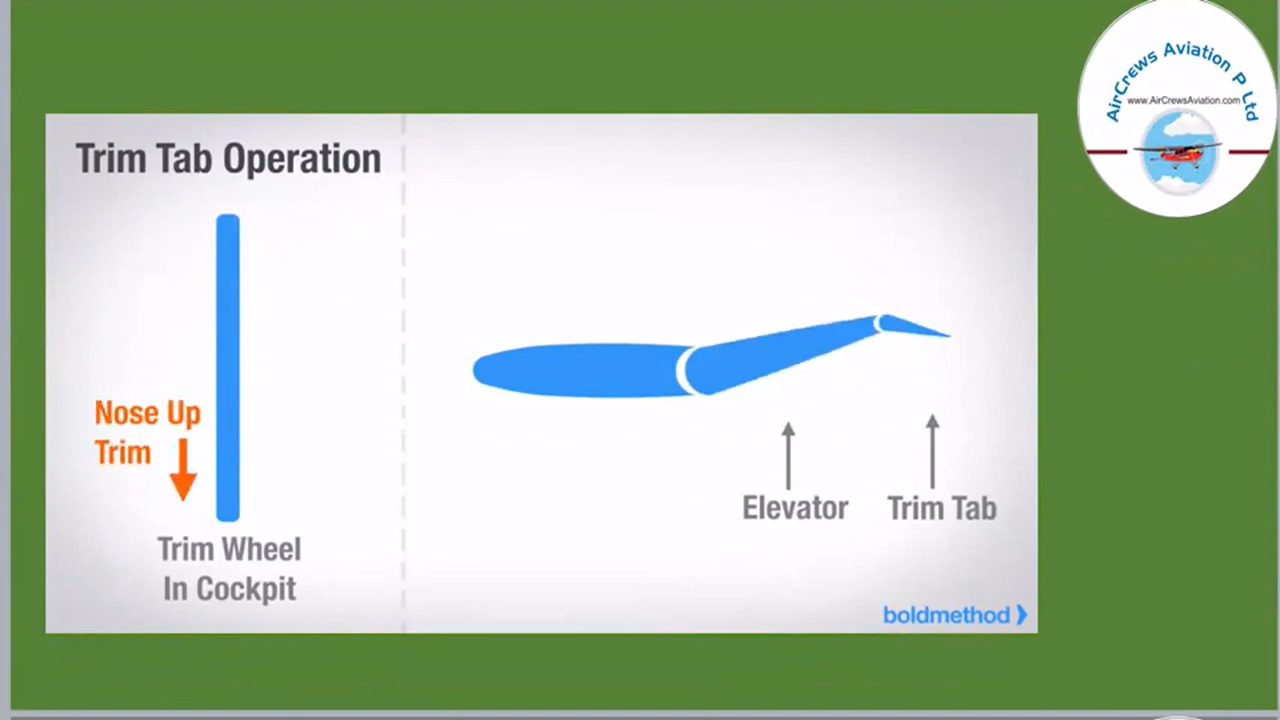 AirCrews Aviation P Ltd
www.AirCrewsAviation.com
Trim Tab Operation
Nose Up
Trim
Trim Wheel
In Cockpit
Elevator
Trim Tab
boldmethod